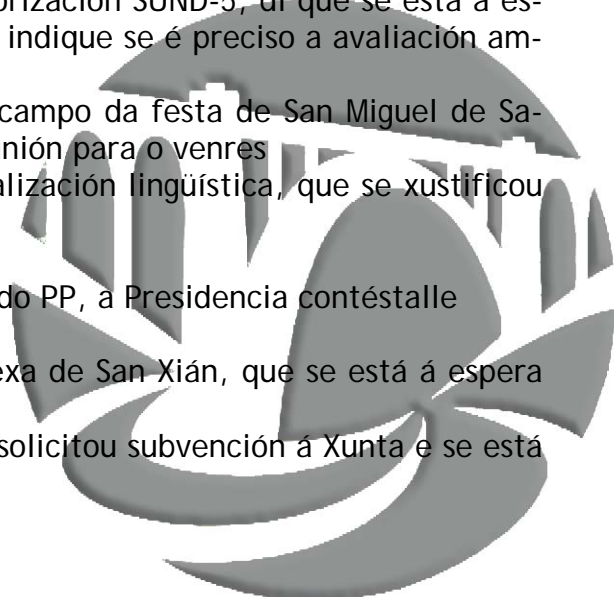 orización SUND-5, di que se está a es-
indique se é preciso a avaliación am-
campo da festa de San Miguel de Sa-
nión para o venres
alización lingüística, que se xustificou
do PP, a Presidencia contéstalle
exa de San Xián, que se está á espera
solicitou subvención á Xunta e se está